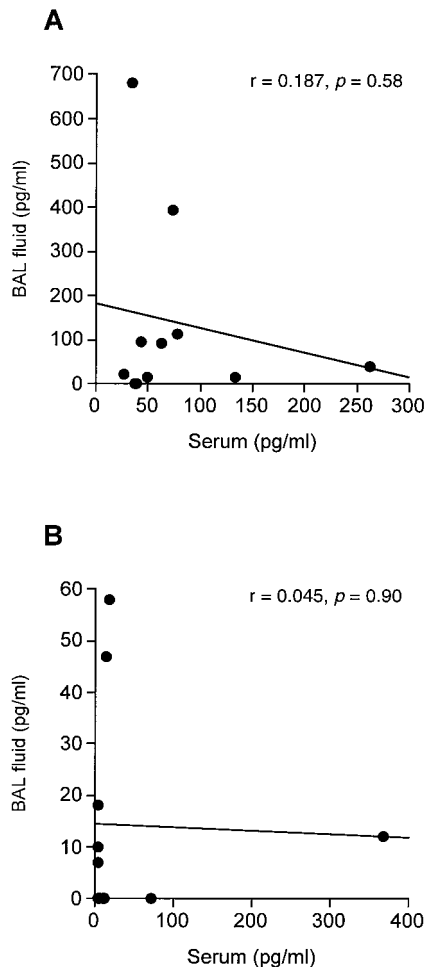 A
r = 0.187, p = 0.58
700
600
500
400
300
200
100
0
BAL fluid (pg/ml)
0 50 100 150 200 250 300
Serum (pg/ml)
B
r = 0.045, p = 0.90
60
50
40
30
20
10
0
BAL fluid (pg/ml)
0 100 200 300 400
Serum (pg/ml)